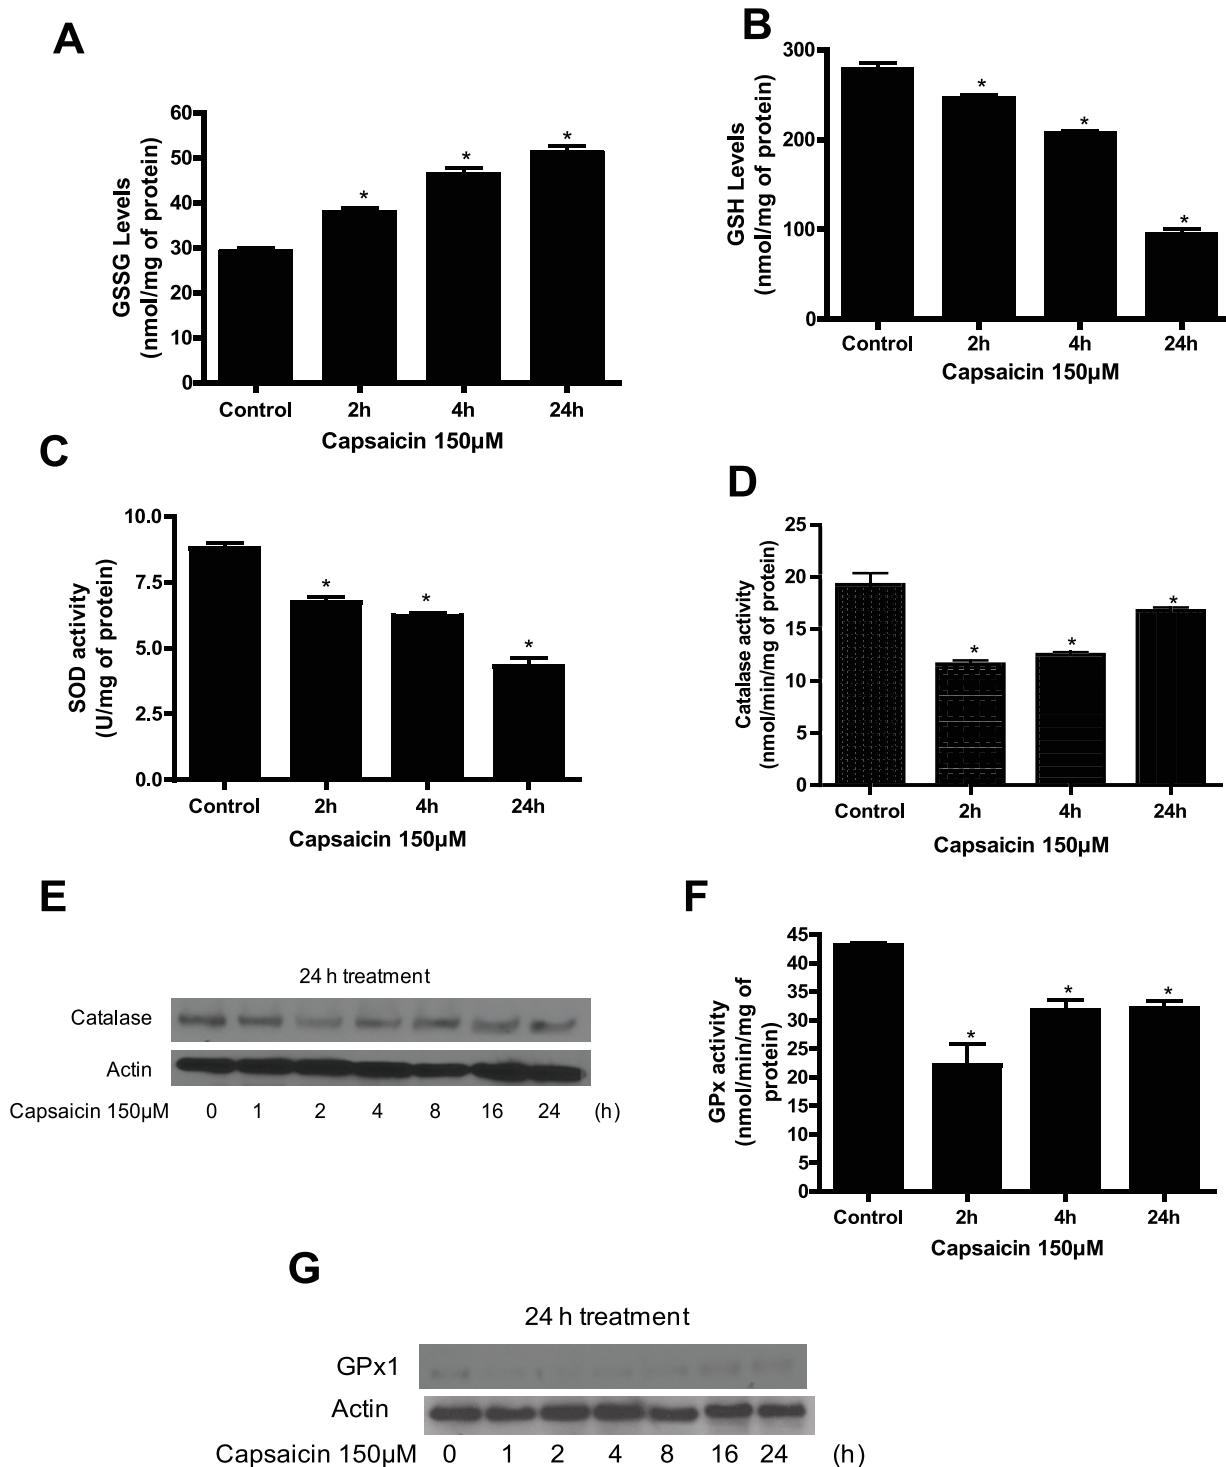 A
GSSG Levels
(nmol/mg of protein)
60
50
40
30
20
10
0
*
*
*
Control 2h 4h 24h
Capsaicin 150µM
B
GSH Levels
(nmol/mg of protein)
300
200
100
0
*
*
*
Control 2h 4h 24h
Capsaicin 150µM
C
SOD activity
(U/mg of protein)
10.0
7.5
5.0
2.5
0.0
*
*
*
Control 2h 4h 24h
Capsaicin 150µM
D
Catalase activity
(nmol/min/mg of protein)
25
20
15
10
5
0
*
*
*
Control 2h 4h 24h
Capsaicin 150µM
E
24 h treatment
Catalase
Actin
Capsaicin 150µM 0 1 2 4 8 16 24 (h)
F
GPx activity
(nmol/min/mg of
protein)
45
40
35
30
25
20
15
10
5
0
*
*
*
Control 2h 4h 24h
Capsaicin 150µM
G
24 h treatment
GPx1
Actin
Capsaicin 150µM 0 1 2 4 8 16 24 (h)